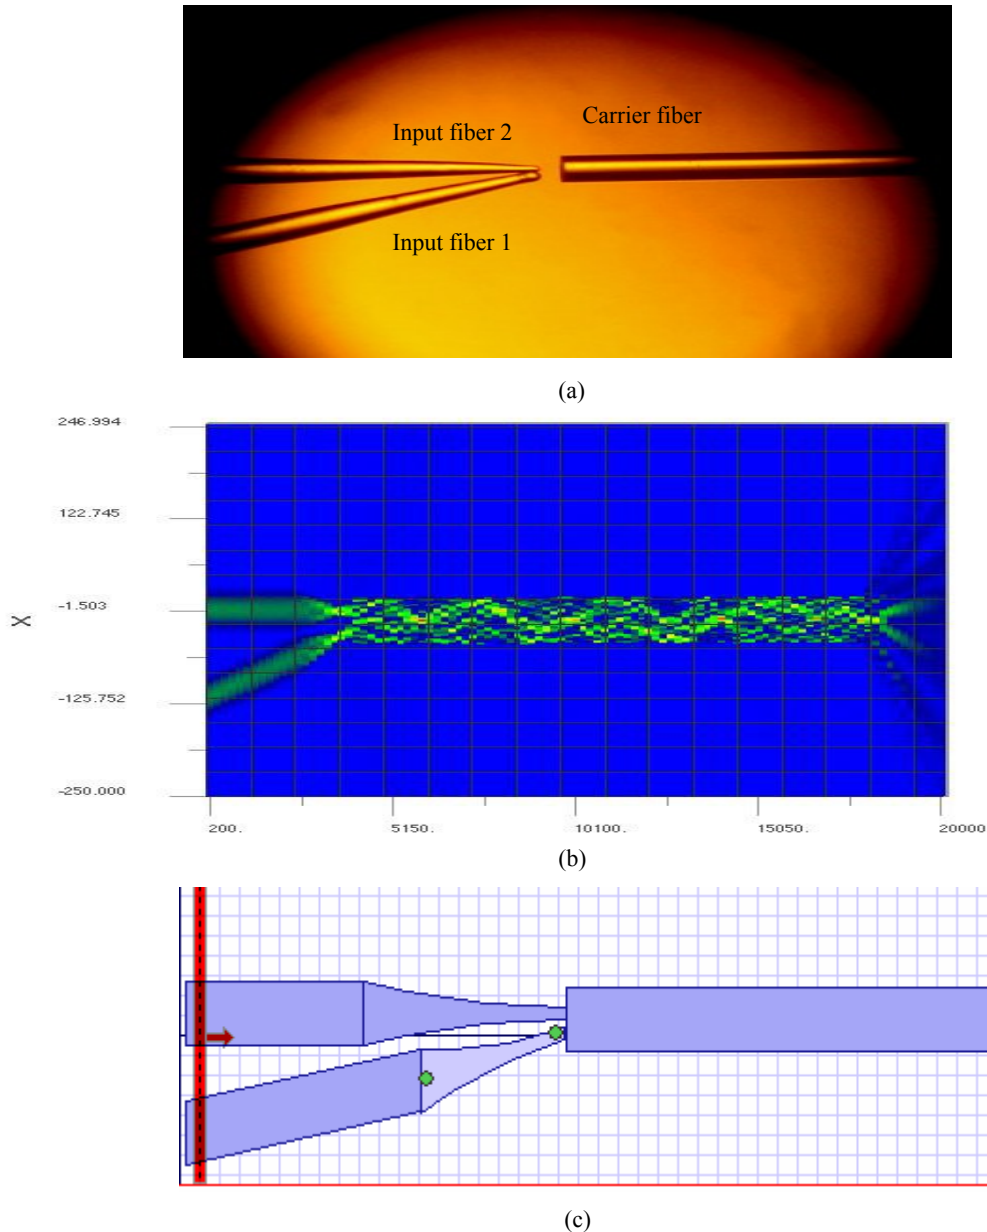 Carrier fiber
Input fiber 2
Input fiber 1
(a)
246.994
122.745
-1.503
X
-125.752
-250.000
200. 5150. 10100. 15050. 20000
(b)
(c)